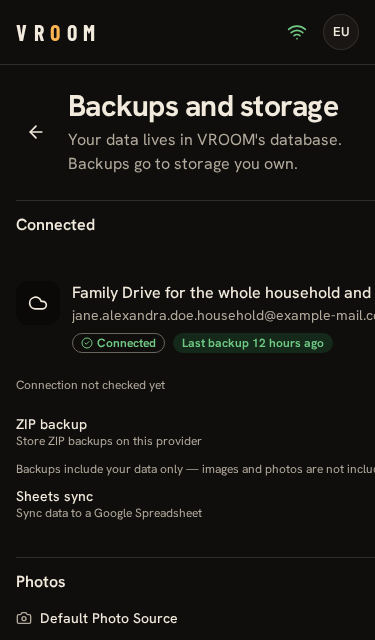 VROOM
EU
Backups and storage
Your data lives in VROOM's database.
Backups go to storage you own.
Connected
Family Drive for the whole household and
jane.alexandra.doe.household@example-mail.c
Connected
Last backup 12 hours ago
Connection not checked yet
ZIP backup
Store ZIP backups on this provider
Backups include your data only — images and photos are not inclu
Sheets sync
Sync data to a Google Spreadsheet
Photos
Default Photo Source